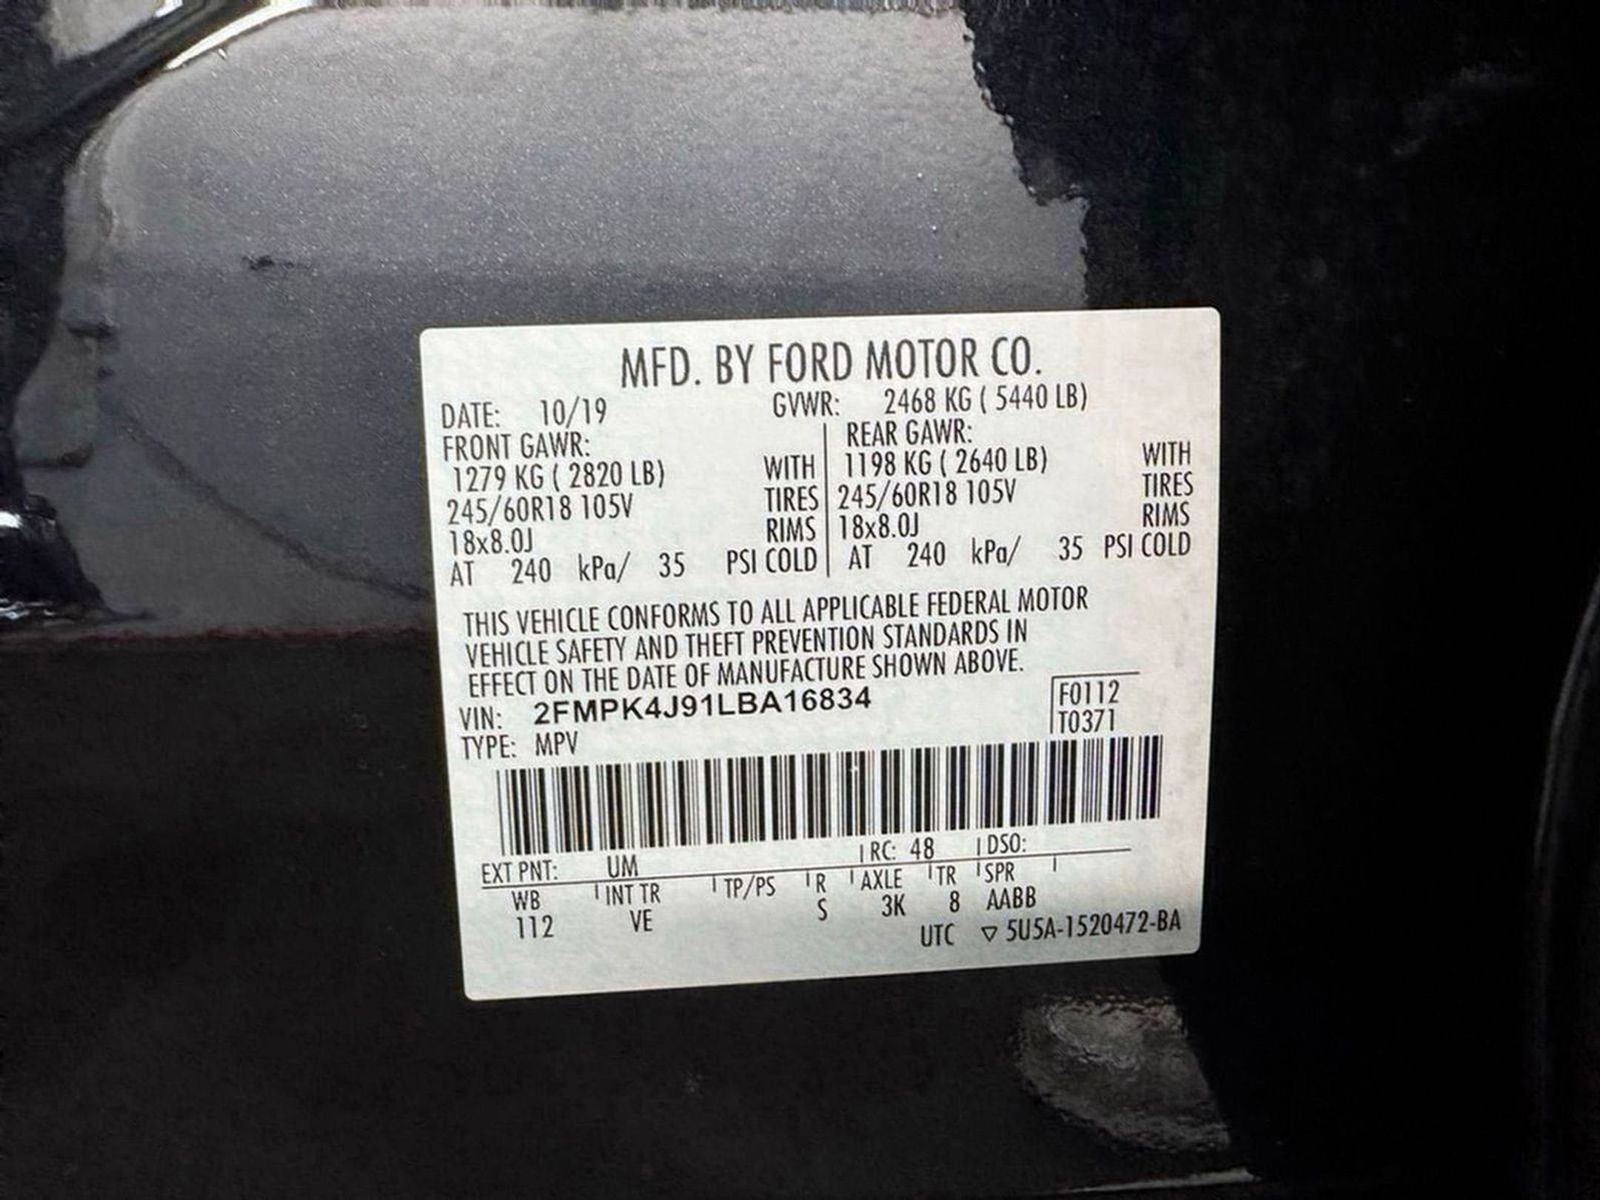 MFD. BY FORD MOTOR CO.
DATE: 10/19 GVWR: 2468 KG ( 5440 LB)
FRONT GAWR: REAR GAWR:
1279 KG ( 2820 LB) WITH 1198 KG ( 2640 LB) WITH
245/60R18 105V TIRES 245/60R18 105V TIRES
18x8.0J RIMS 18x8.0J RIMS
AT 240 kPa/ 35 PSI COLD AT 240 kPa/ 35 PSI COLD
THIS VEHICLE CONFORMS TO ALL APPLICABLE FEDERAL MOTOR
VEHICLE SAFETY AND THEFT PREVENTION STANDARDS IN
EFFECT ON THE DATE OF MANUFACTURE SHOWN ABOVE.
VIN: 2FMPK4J91LBA16834 F0112
TYPE: MPV T0371
EXT PNT: UM RC: 48 DSO:
WB INT TR TP/PS R AXLE TR SPR
112 VE S 3K 8 AABB
UTC ▽ 5U5A-1520472-BA